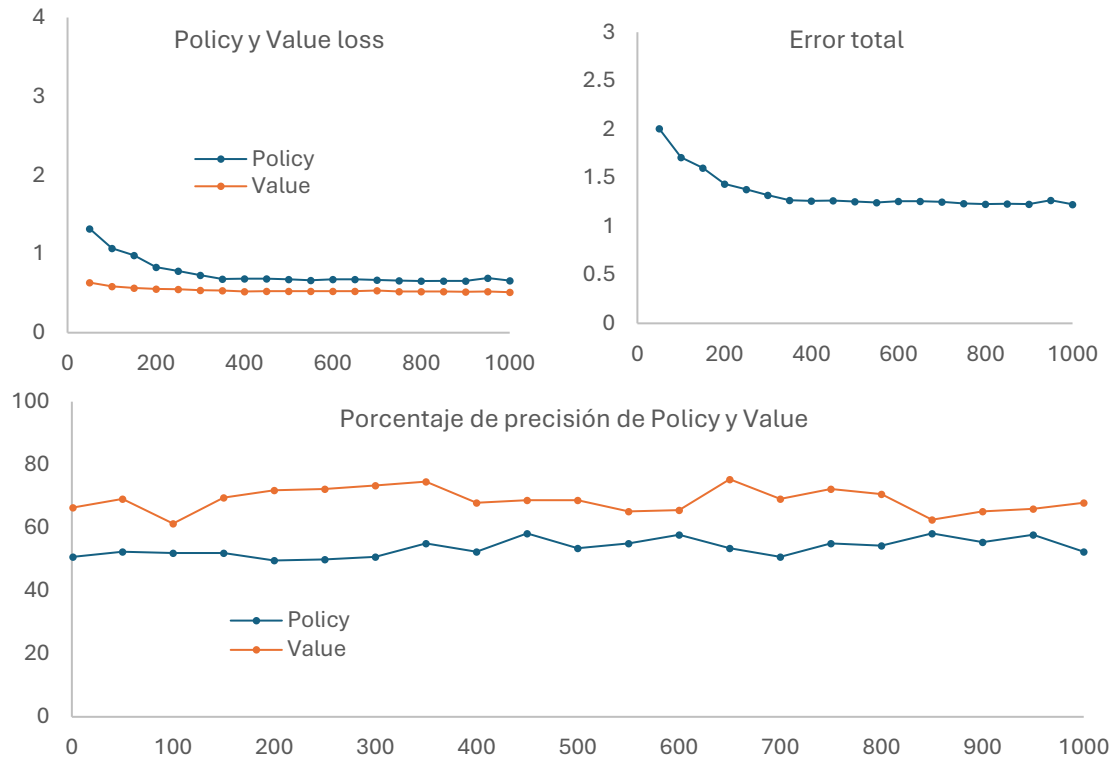 Policy y Value loss
4
3
2
1
0
Policy
Value
0 200 400 600 800 1000
Error total
3
2.5
2
1.5
1
0.5
0
0 200 400 600 800 1000
Porcentaje de precisión de Policy y Value
100
80
60
40
20
0
Policy
Value
0 100 200 300 400 500 600 700 800 900 1000